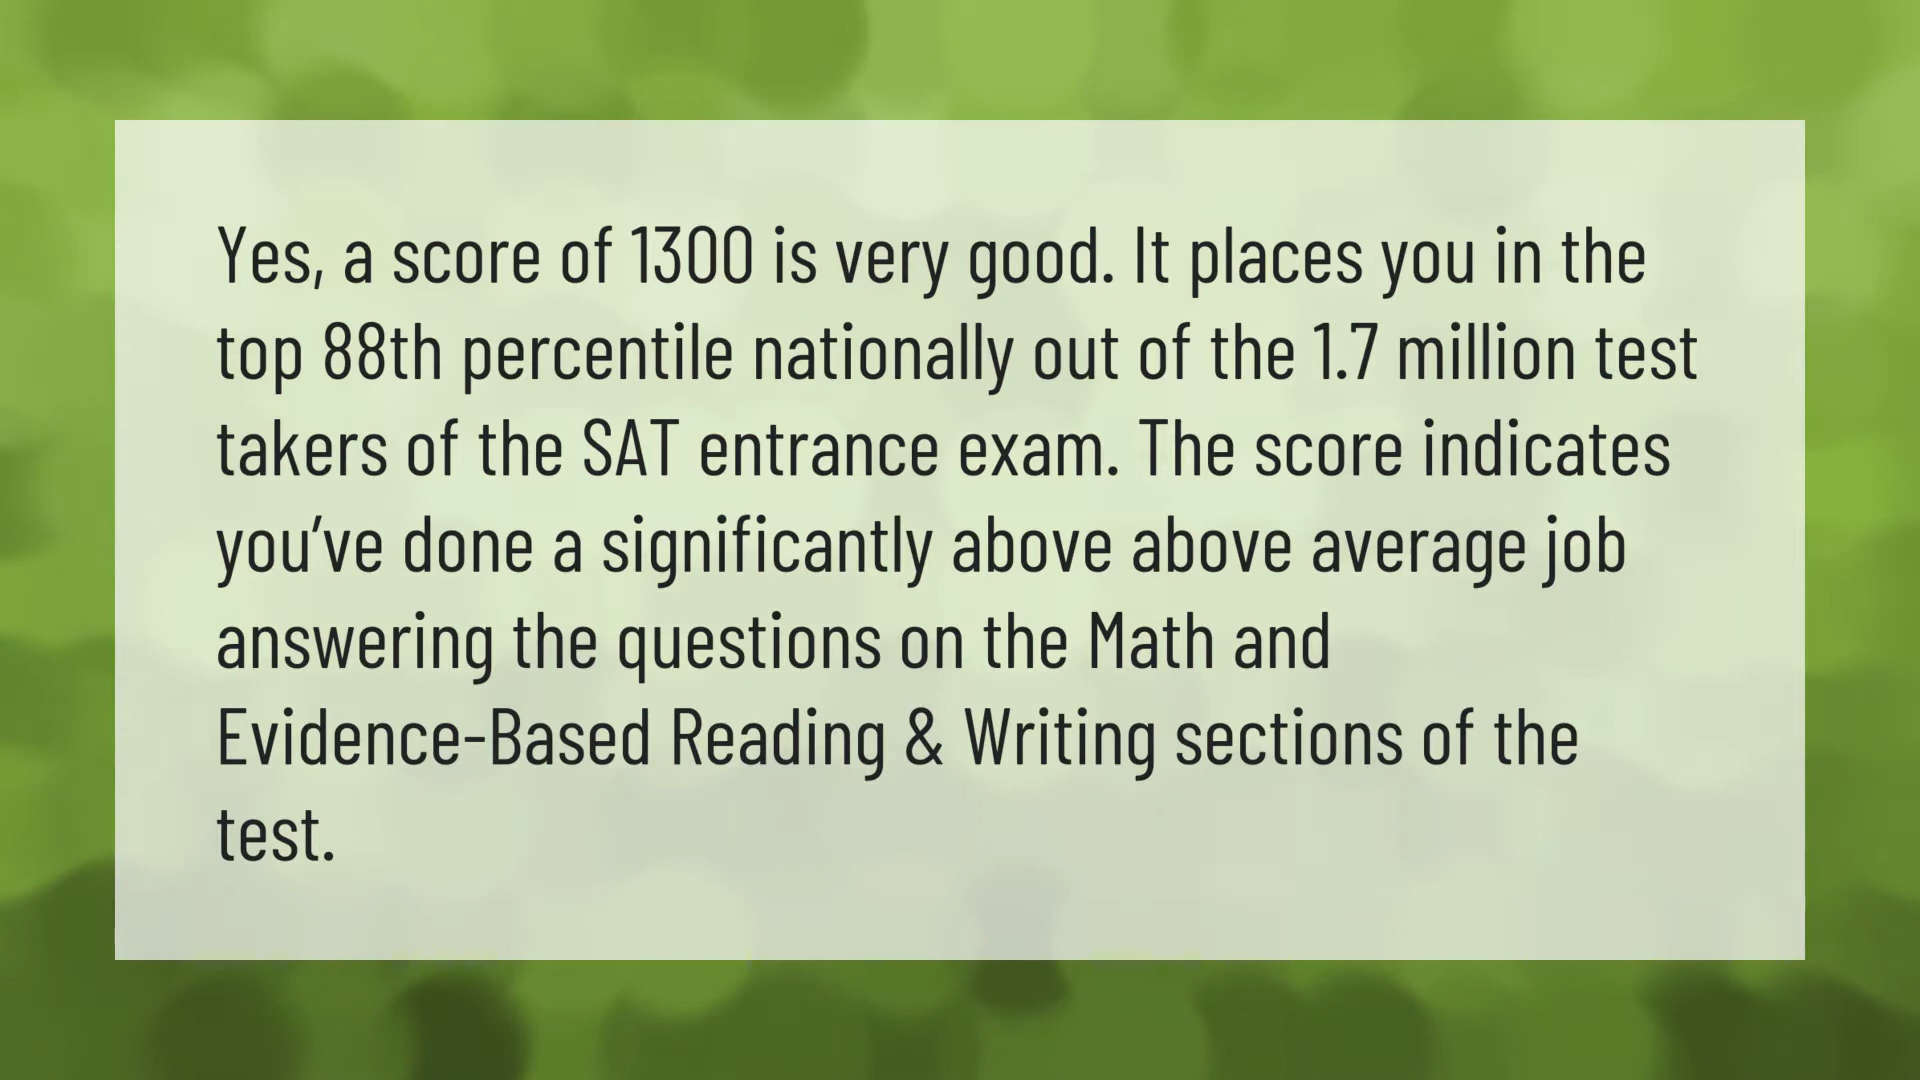 Yes, a score of 1300 is very good. It places you in the
top 88th percentile nationally out of the 1.7 million test
takers of the SAT entrance exam. The score indicates
you’ve done a significantly above above average job
answering the questions on the Math and
Evidence-Based Reading & Writing sections of the
test.